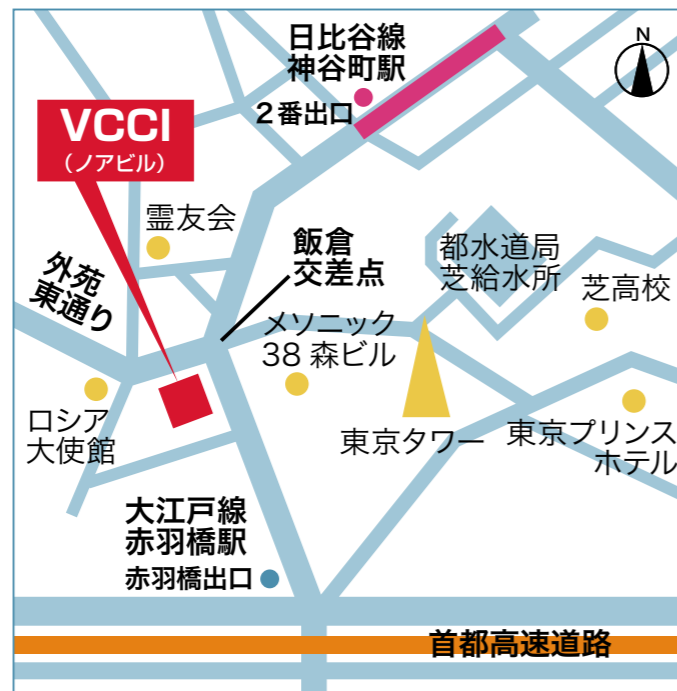 日比谷線
神谷町駅
2番出口
N
VCCI
(ノアビル)
霊友会
飯倉
交差点
外苑
東通り
都水道局
芝給水所
芝高校
メソニック
38 森ビル
ロシア
大使館
東京タワー
東京プリンス
ホテル
大江戸線
赤羽橋駅
赤羽橋出口
首都高速道路